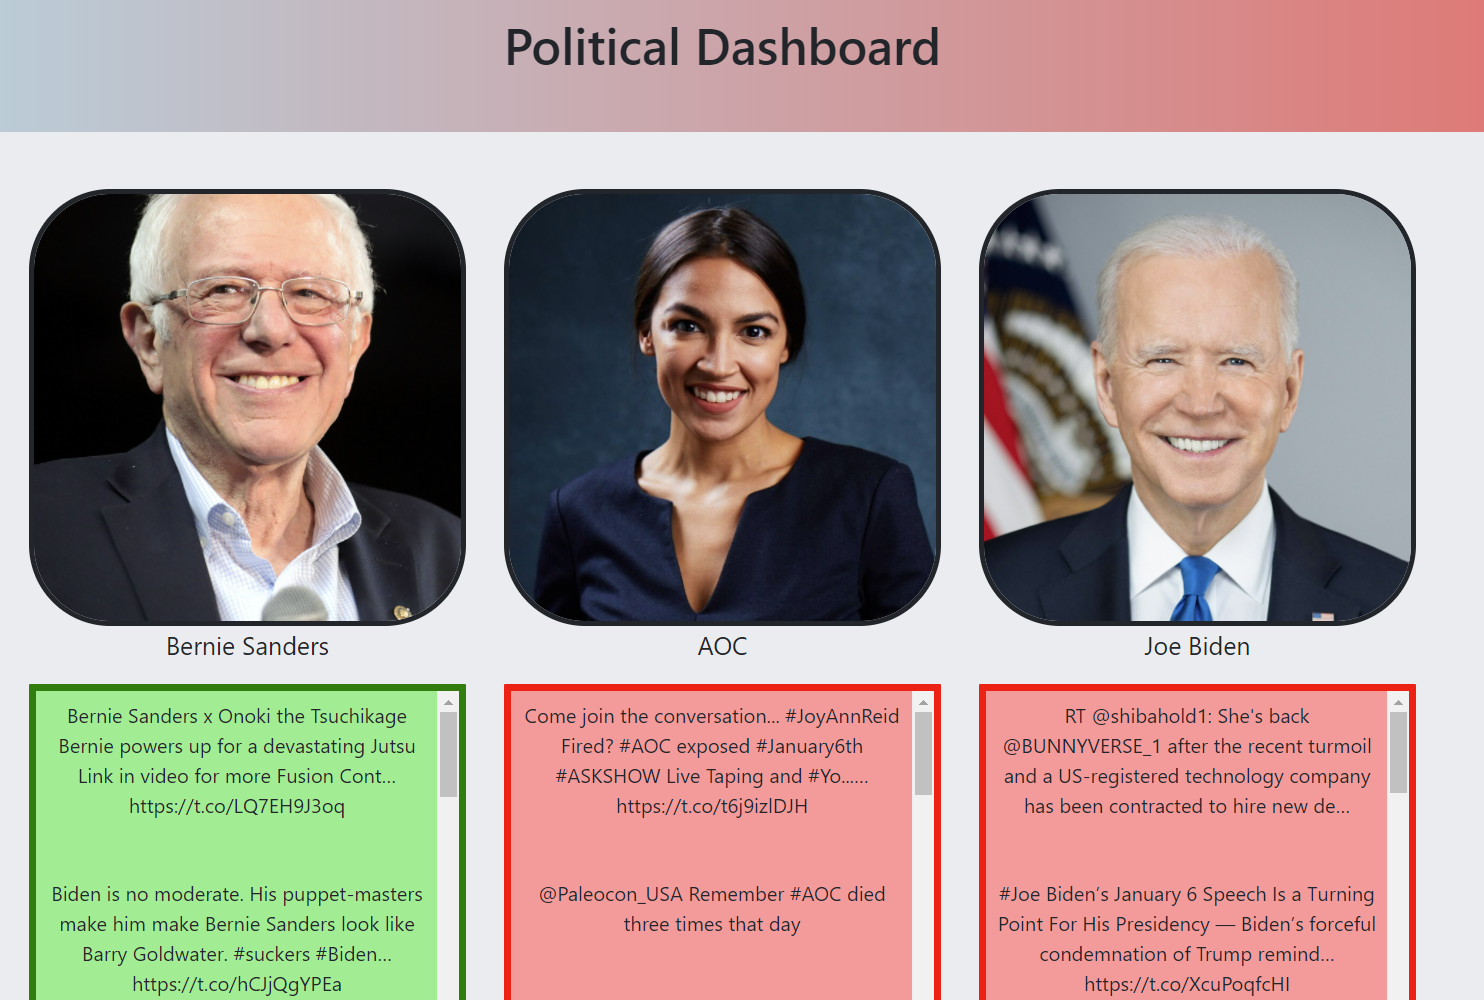 Political Dashboard
Bernie Sanders
AOC
Joe Biden
Bernie Sanders x Onoki the Tsuchikage
Bernie powers up for a devastating Jutsu
Link in video for more Fusion Cont...
https://t.co/LQ7EH9J3oq
Biden is no moderate. His puppet-masters
make him make Bernie Sanders look like
Barry Goldwater. #suckers #Biden...
https://t.co/hCJjQgYPEa
Come join the conversation... #JoyAnnReid
Fired? #AOC exposed #January6th
#ASKSHOW Live Taping and #Yo......
https://t.co/t6j9izlDJH
@Paleocon_USA Remember #AOC died
three times that day
RT @shibahold1: She's back
@BUNNYVERSE_1 after the recent turmoil
and a US-registered technology company
has been contracted to hire new de...
#Joe Biden’s January 6 Speech Is a Turning
Point For His Presidency — Biden’s forceful
condemnation of Trump remind...
https://t.co/XcuPoqfcHI